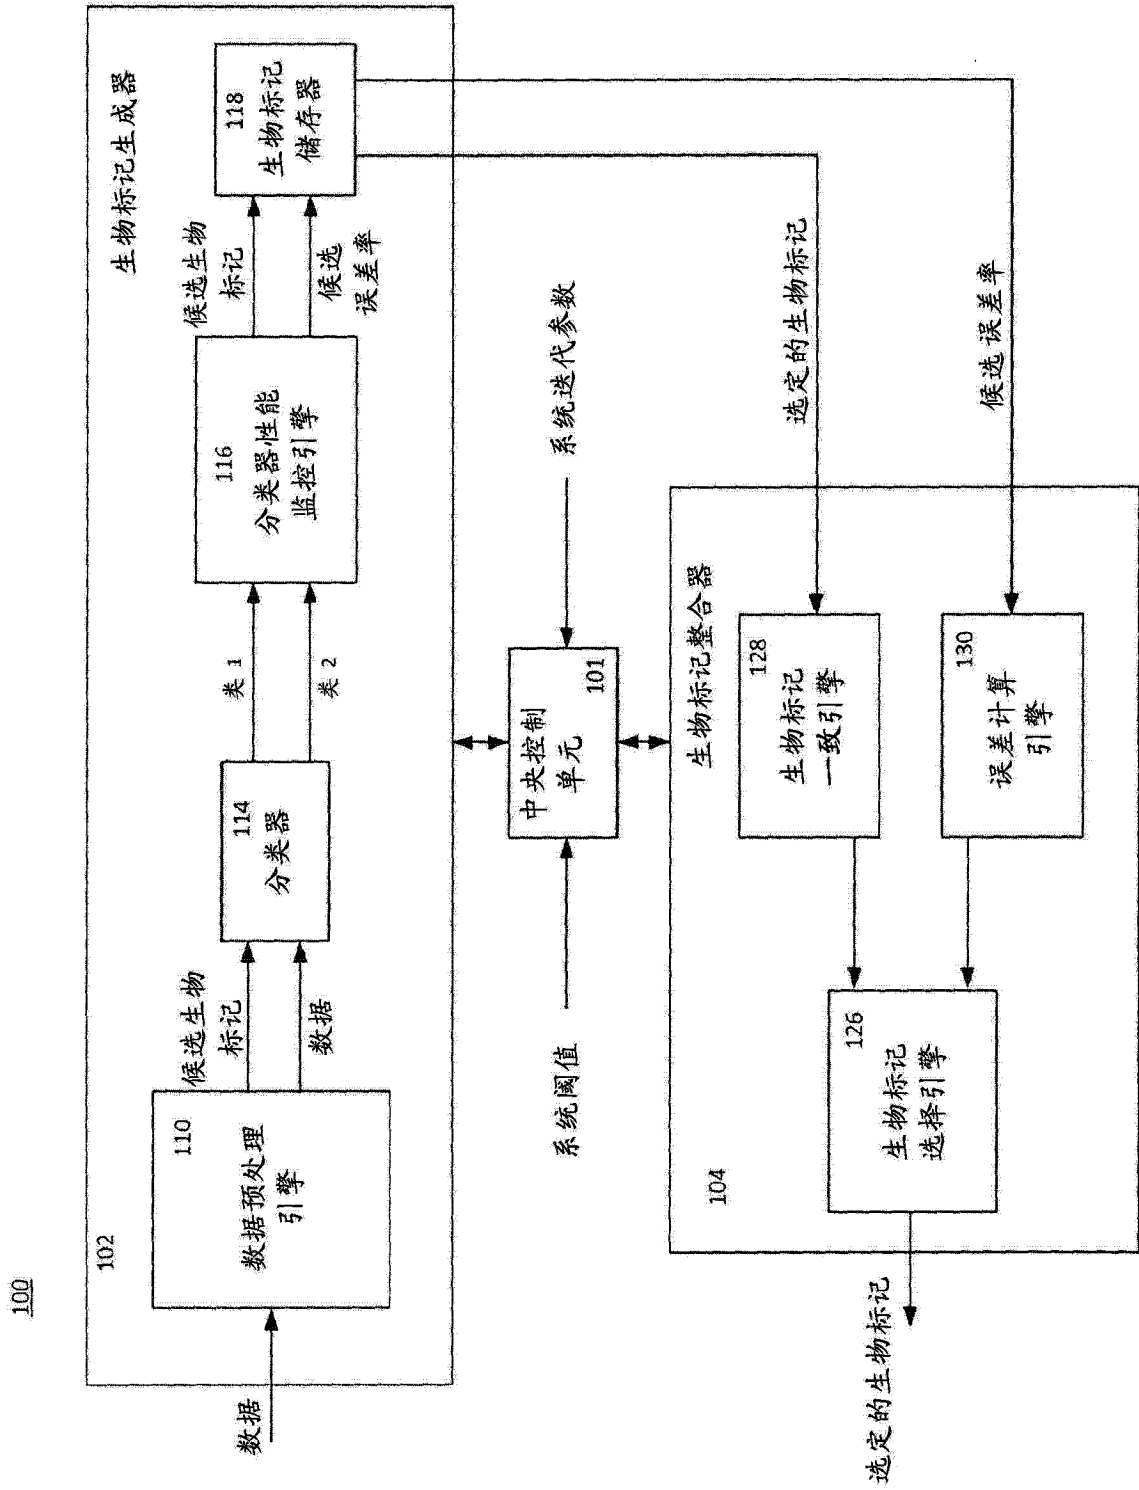 100
102
生物标记生成器
数据
110
数据预处理
引擎
候选生物
标记
数据
114
分类器
类 1
类 2
116
分类器性能
监控引擎
候选生物
标记
候选
误差率
118
生物标记
储存器
系统阈值
中央控制
单元
101
系统迭代参数
104
生物标记整合器
选定的生物标记
候选误差率
128
生物标记
一致引擎
130
误差计算
引擎
126
生物标记
选择引擎
选定的生物标记